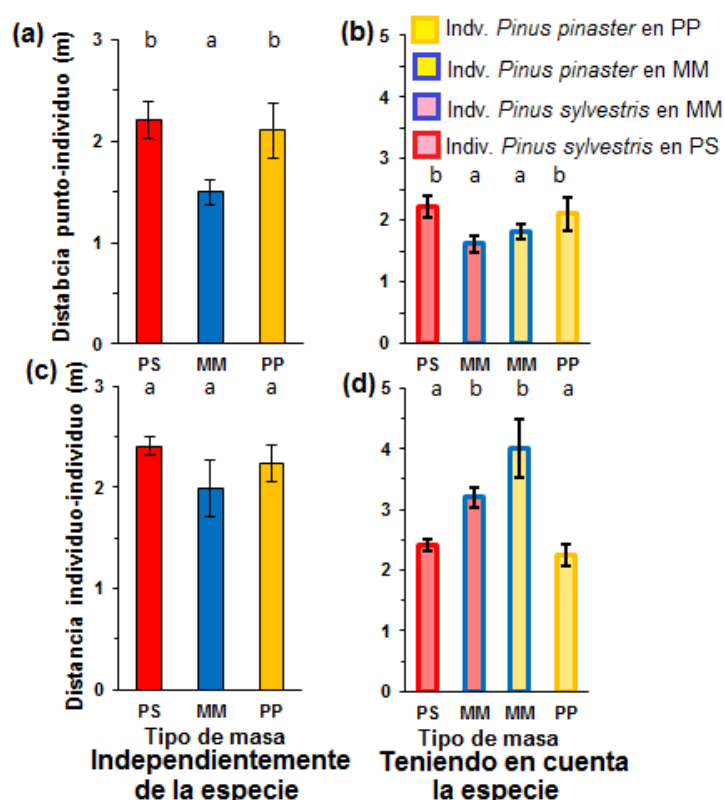 (a)
Distabcia punto-individuo (m)
3
2
1
0
b a b
PS MM PP
(b)
5
4
3
2
1
0
Indv. Pinus pinaster en PP
Indv. Pinus pinaster en MM
Indv. Pinus sylvestris en MM
Indiv. Pinus sylvestris en PS
b a a b
PS MM MM PP
(c)
Distancia individuo-individuo (m)
3
2
1
0
a a a
PS MM PP
Tipo de masa
Independientemente
de la especie
(d)
5
4
3
2
1
0
a b b a
PS MM MM PP
Tipo de masa
Teniendo en cuenta
la especie